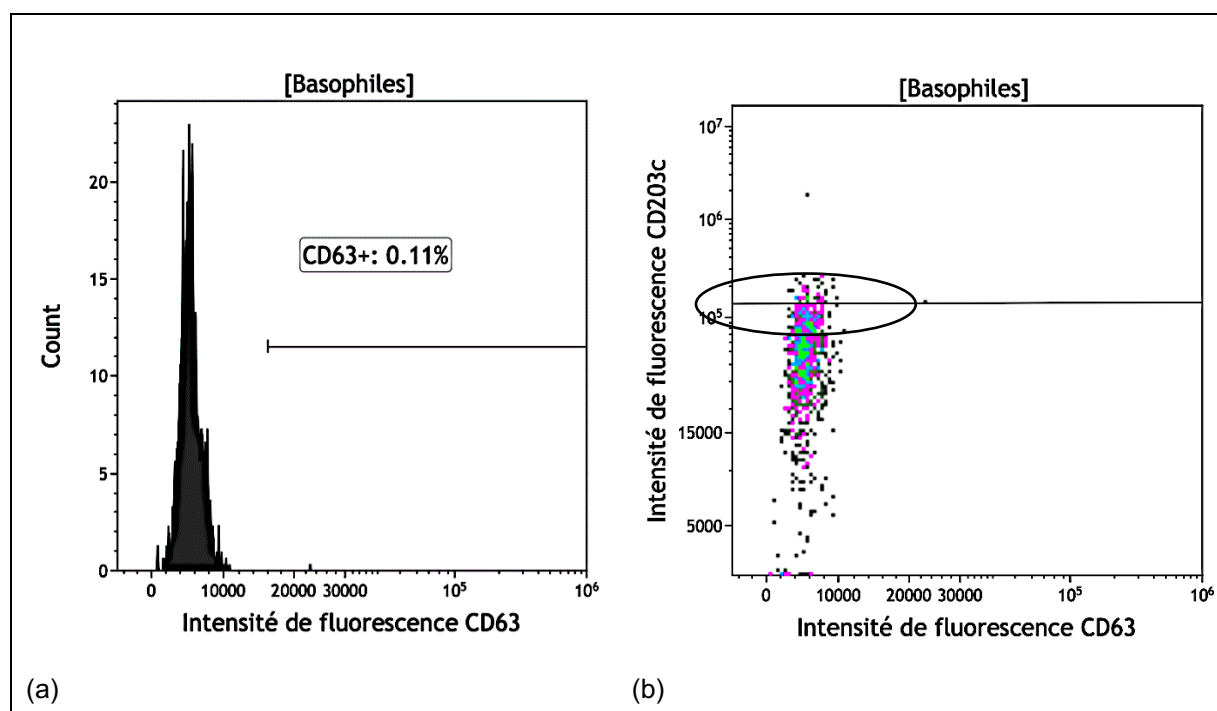 [Basophiles]
Count
20
15
10
5
0
CD63+: 0.11%
0 10000 20000 30000 10⁵ 10⁶
Intensité de fluorescence CD63
(a)
[Basophiles]
Intensité de fluorescence CD203c
10⁷
10⁶
10⁵
15000
5000
0 10000 20000 30000 10⁵ 10⁶
Intensité de fluorescence CD63
(b)